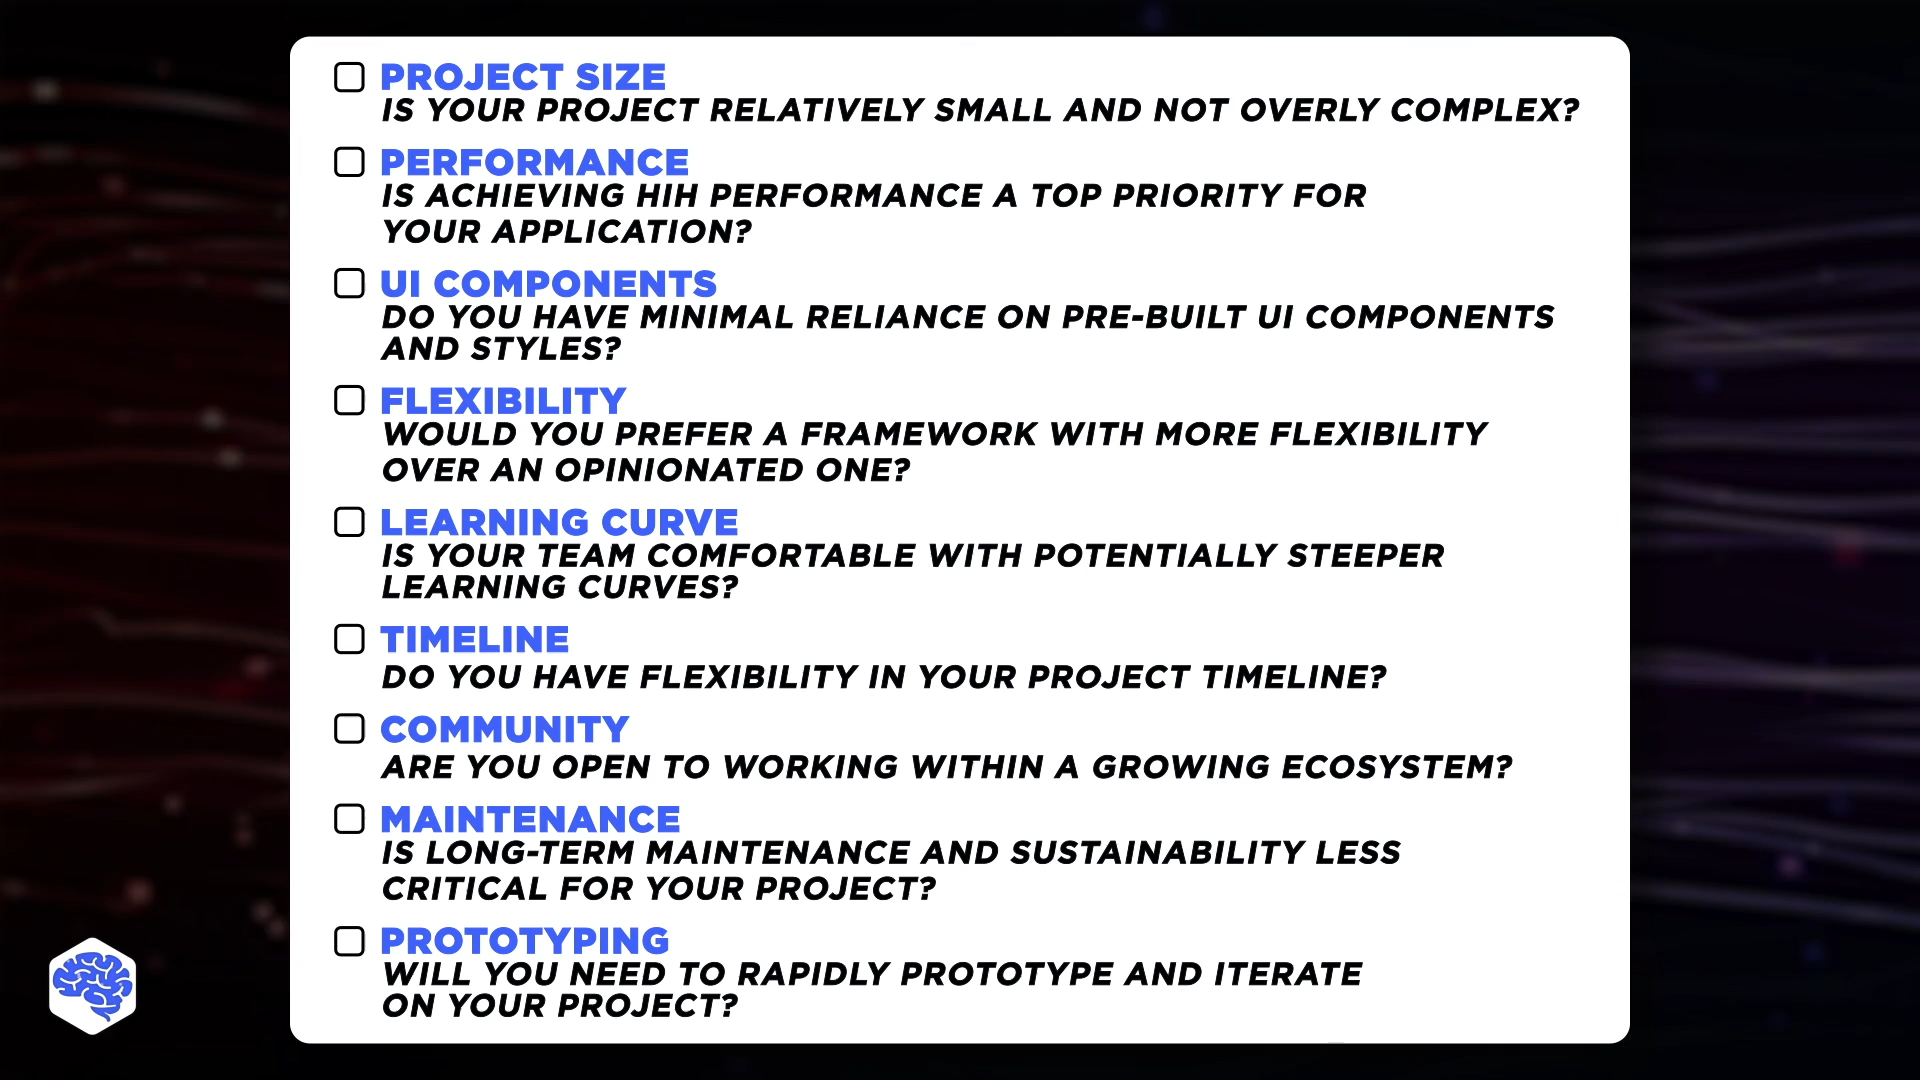 PROJECT SIZE
IS YOUR PROJECT RELATIVELY SMALL AND NOT OVERLY COMPLEX?
PERFORMANCE
IS ACHIEVING HIH PERFORMANCE A TOP PRIORITY FOR
YOUR APPLICATION?
UI COMPONENTS
DO YOU HAVE MINIMAL RELIANCE ON PRE-BUILT UI COMPONENTS
AND STYLES?
FLEXIBILITY
WOULD YOU PREFER A FRAMEWORK WITH MORE FLEXIBILITY
OVER AN OPINIONATED ONE?
LEARNING CURVE
IS YOUR TEAM COMFORTABLE WITH POTENTIALLY STEEPER
LEARNING CURVES?
TIMELINE
DO YOU HAVE FLEXIBILITY IN YOUR PROJECT TIMELINE?
COMMUNITY
ARE YOU OPEN TO WORKING WITHIN A GROWING ECOSYSTEM?
MAINTENANCE
IS LONG-TERM MAINTENANCE AND SUSTAINABILITY LESS
CRITICAL FOR YOUR PROJECT?
PROTOTYPING
WILL YOU NEED TO RAPIDLY PROTOTYPE AND ITERATE
ON YOUR PROJECT?